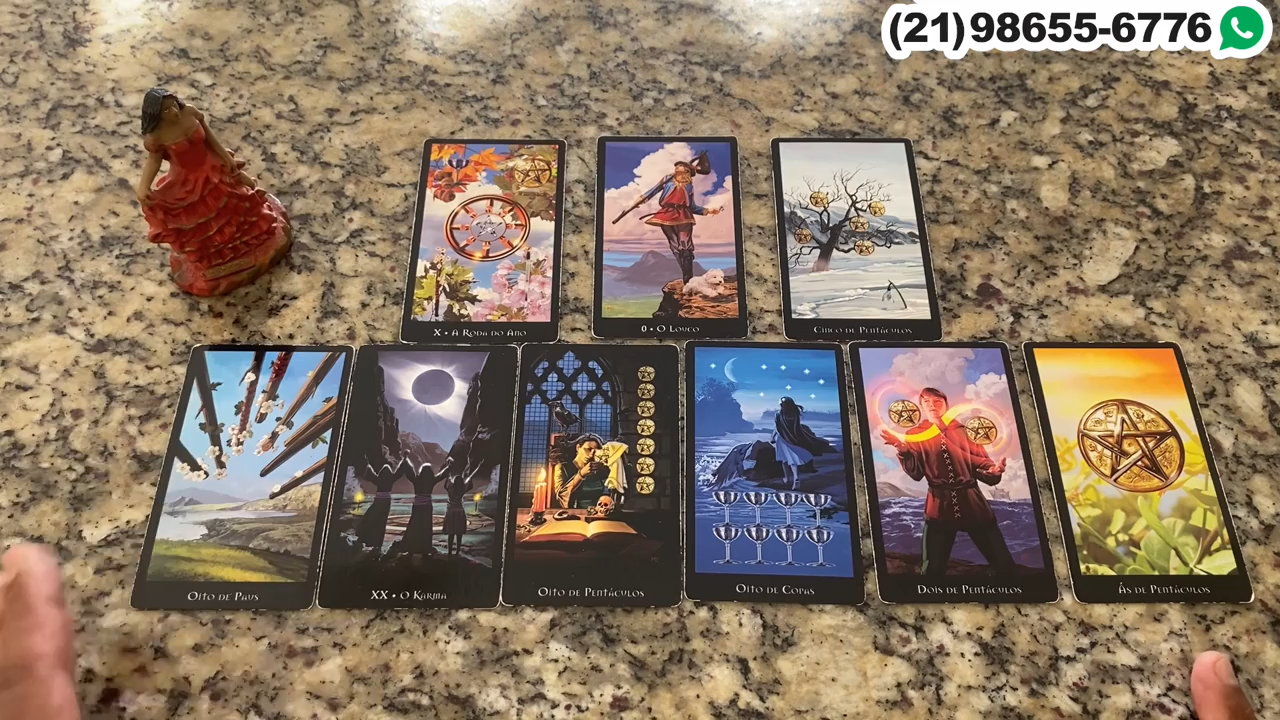 (21)98655-6776
X • A RODA DO ANO
0 • O LOUCO
CINCO DE PENTÁCULOS
OITO DE PAUS
XX • O KARMA
OITO DE PENTÁCULOS
OITO DE COPAS
DOIS DE PENTÁCULOS
ÁS DE PENTÁCULOS